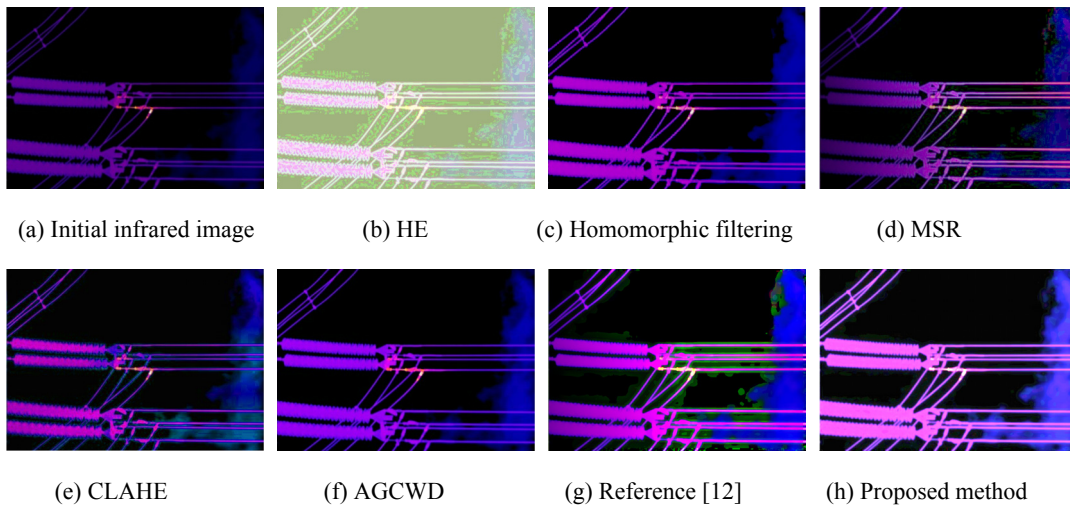 (a) Initial infrared image
(b) HE
(c) Homomorphic filtering
(d) MSR
(e) CLAHE
(f) AGCWD
(g) Reference [12]
(h) Proposed method